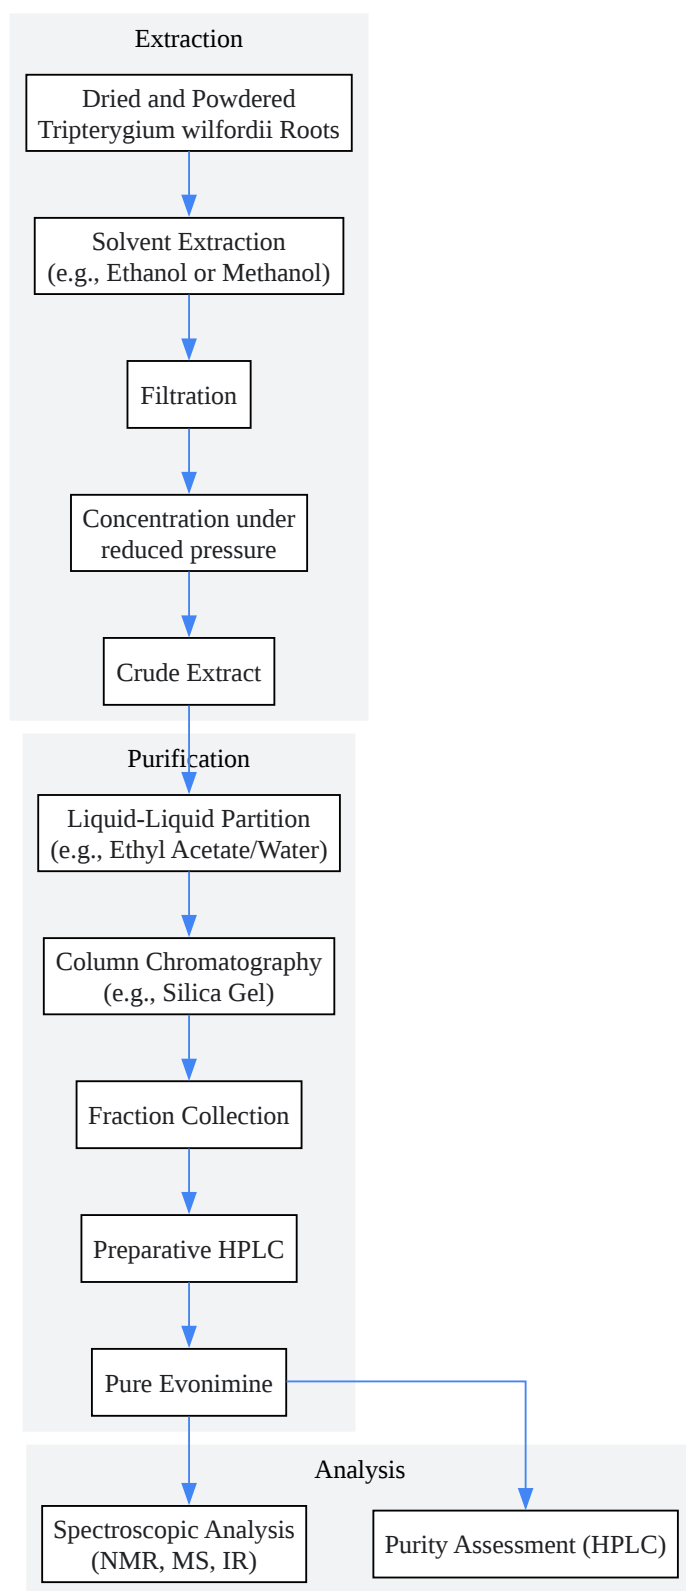 Extraction
Dried and Powdered
Tripterygium wilfordii Roots
Solvent Extraction
(e.g., Ethanol or Methanol)
Filtration
Concentration under
reduced pressure
Crude Extract
Purification
Liquid-Liquid Partition
(e.g., Ethyl Acetate/Water)
Column Chromatography
(e.g., Silica Gel)
Fraction Collection
Preparative HPLC
Pure Evonimine
Analysis
Spectroscopic Analysis
(NMR, MS, IR)
Purity Assessment (HPLC)